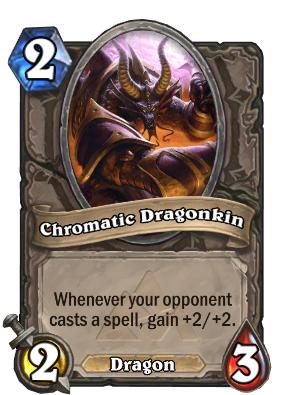 2
Chromatic Dragonkin
Whenever your opponent
casts a spell, gain +2/+2.
2
Dragon
3